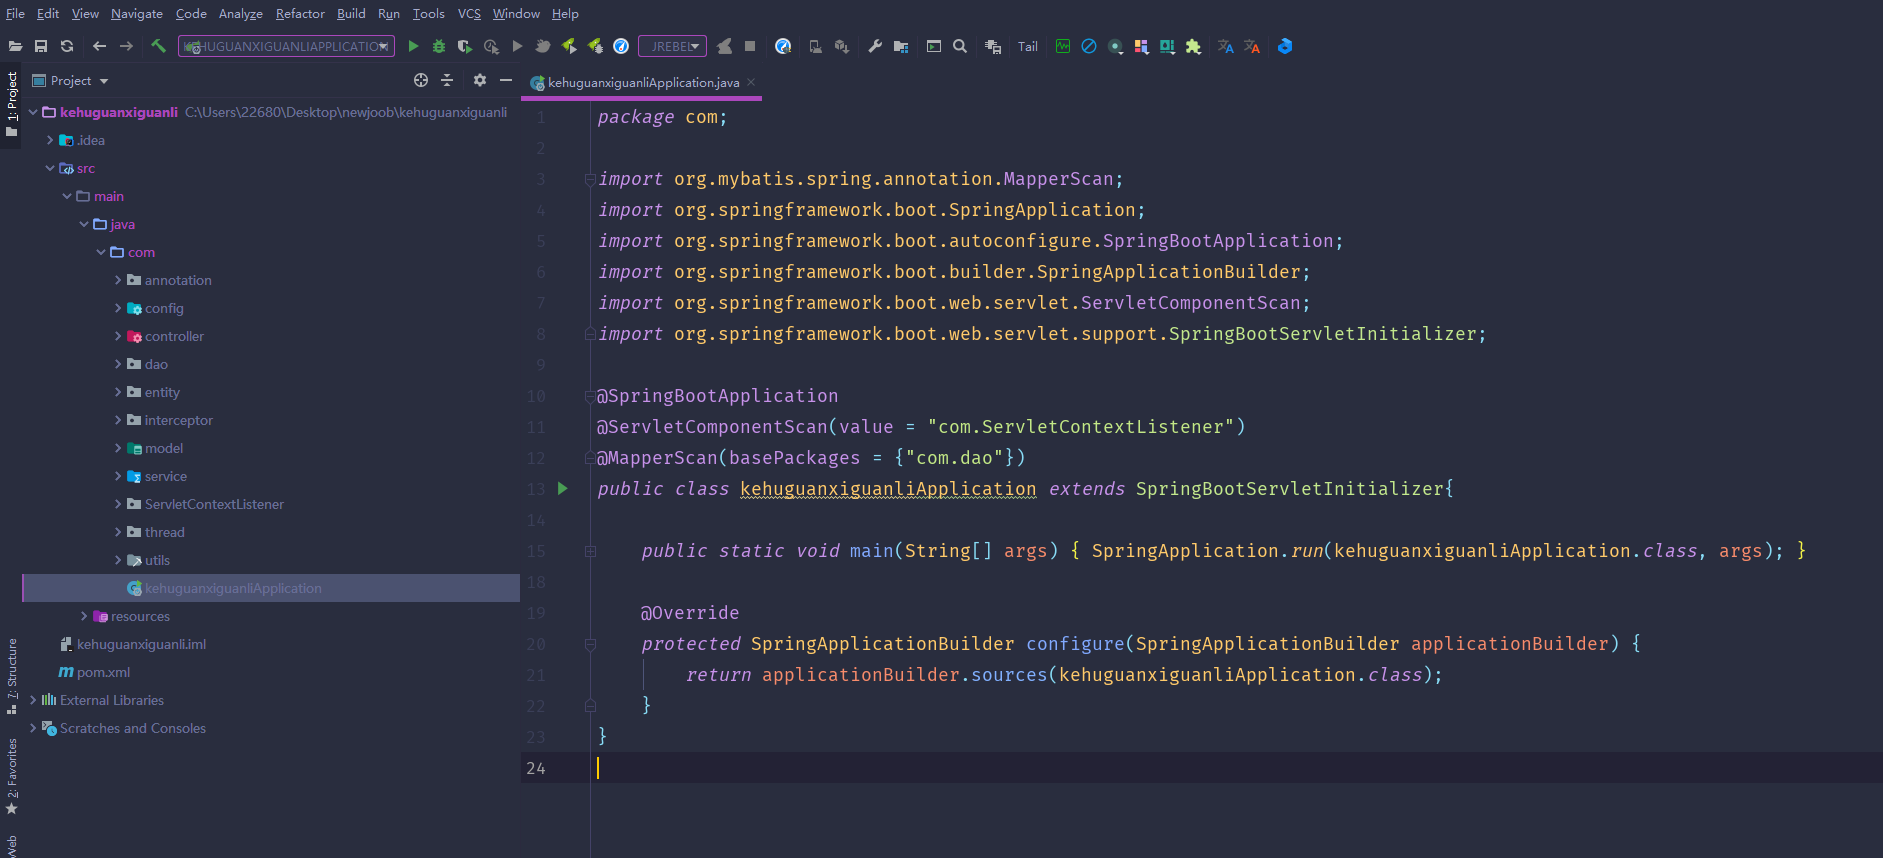 File Edit View Navigate Code Analyze Refactor Build Run Tools VCS Window Help
KEHUGUANXIGUANLIAPPLICATION JREBEL Tail
1: Project
Project
kehuguanxiguanli C:\Users\22680\Desktop\newjoob\kehuguanxiguanli
.idea
src
main
java
com
annotation
config
controller
dao
entity
interceptor
model
service
ServletContextListener
thread
utils
kehuguanxiguanliApplication
resources
kehuguanxiguanli.iml
pom.xml
External Libraries
Scratches and Consoles
7: Structure
2: Favorites
Web
kehuguanxiguanliApplication.java
1 package com;
2
3 import org.mybatis.spring.annotation.MapperScan;
4 import org.springframework.boot.SpringApplication;
5 import org.springframework.boot.autoconfigure.SpringBootApplication;
6 import org.springframework.boot.builder.SpringApplicationBuilder;
7 import org.springframework.boot.web.servlet.ServletComponentScan;
8 import org.springframework.boot.web.servlet.support.SpringBootServletInitializer;
9
10 @SpringBootApplication
11 @ServletComponentScan(value = "com.ServletContextListener")
12 @MapperScan(basePackages = {"com.dao"})
13 public class kehuguanxiguanliApplication extends SpringBootServletInitializer{
14
15 public static void main(String[] args) { SpringApplication.run(kehuguanxiguanliApplication.class, args); }
18
19 @Override
20 protected SpringApplicationBuilder configure(SpringApplicationBuilder applicationBuilder) {
21 return applicationBuilder.sources(kehuguanxiguanliApplication.class);
22 }
23 }
24